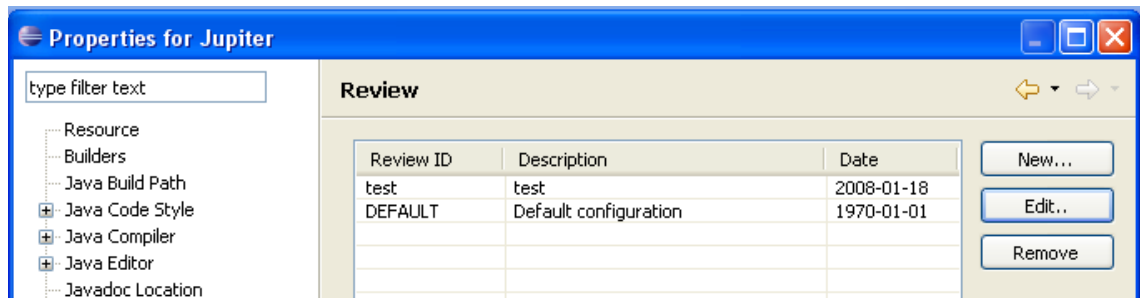 Properties for Jupiter
type filter text
Resource
Builders
Java Build Path
Java Code Style
Java Compiler
Java Editor
Javadoc Location
Review
Review ID Description Date
test test 2008-01-18
DEFAULT Default configuration 1970-01-01
New...
Edit..
Remove